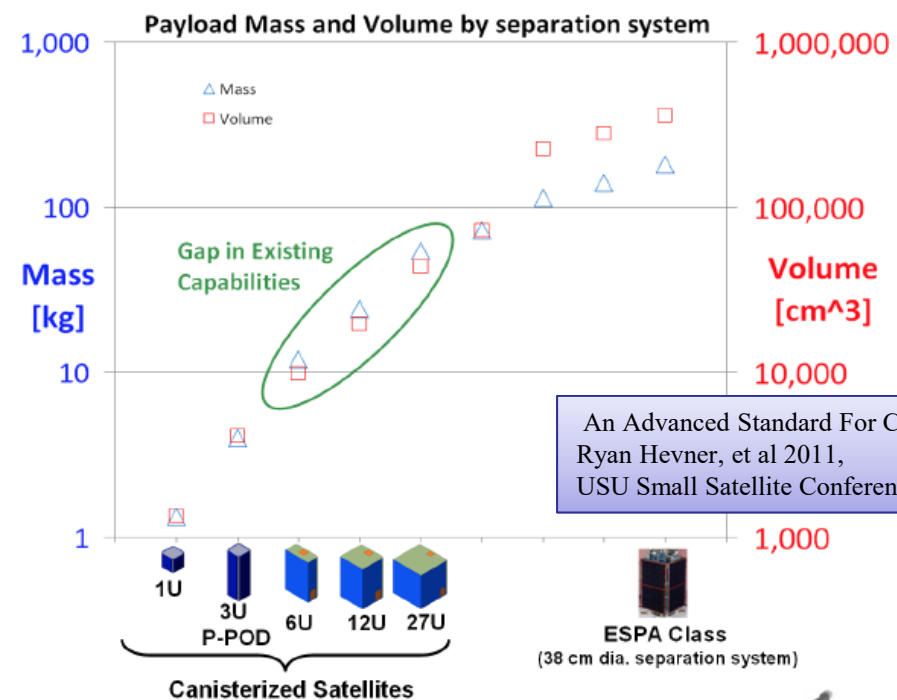 Payload Mass and Volume by separation system
1,000
1,000,000
Mass
Volume
100
100,000
Gap in Existing
Capabilities
Mass
[kg]
Volume
[cm^3]
10
10,000
An Advanced Standard For
Ryan Hevner, et al 2011,
USU Small Satellite
1
1,000
1U
3U
P-POD
6U
12U
27U
ESPA Class
(38 cm dia. separation system)
Canisterized Satellites